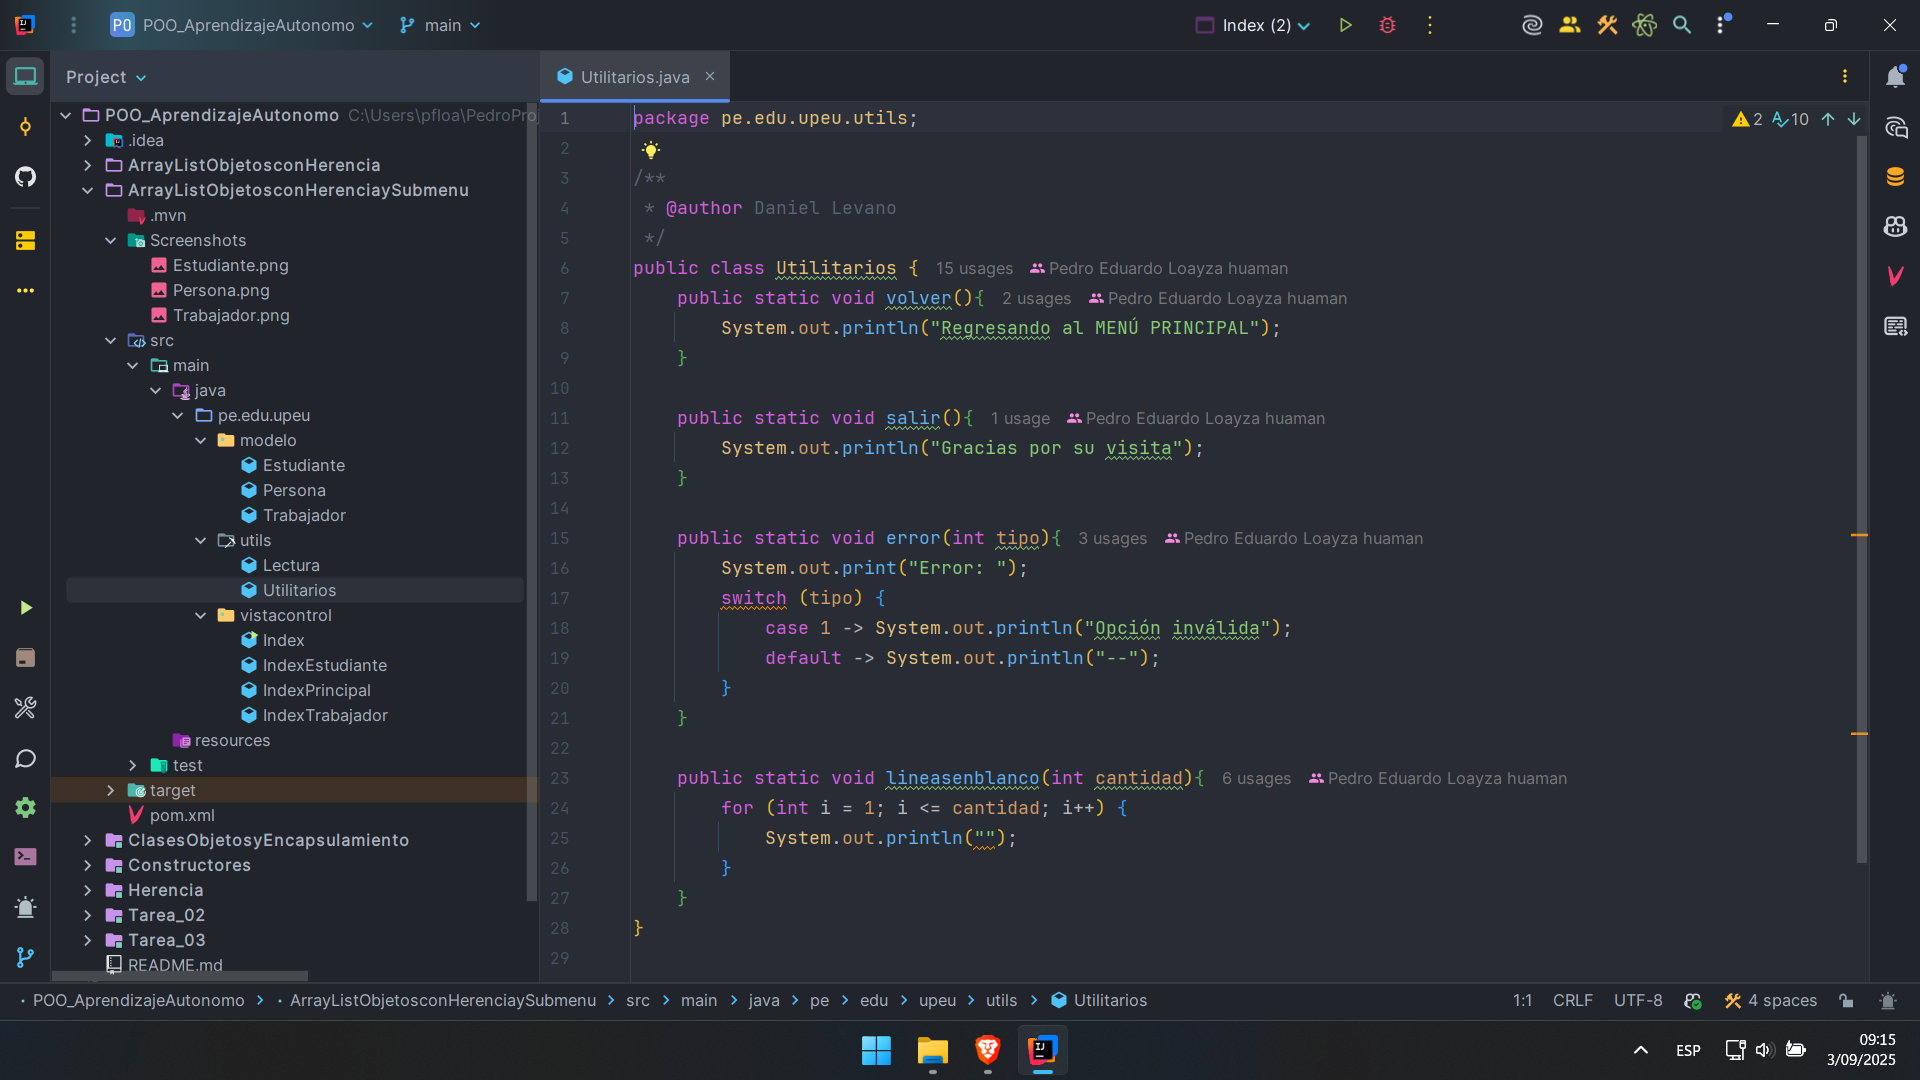 PO POO_AprendizajeAutonomo main Index (2)
Project
Utilitarios.java
POO_AprendizajeAutonomo C:\Users\pfloa\PedroPro
.idea
ArrayListObjetosconHerencia
ArrayListObjetosconHerenciaySubmenu
.mvn
Screenshots
Estudiante.png
Persona.png
Trabajador.png
src
main
java
pe.edu.upeu
modelo
Estudiante
Persona
Trabajador
utils
Lectura
Utilitarios
vistacontrol
Index
IndexEstudiante
IndexPrincipal
IndexTrabajador
resources
test
target
pom.xml
ClasesObjetosyEncapsulamiento
Constructores
Herencia
Tarea_02
Tarea_03
README.md
2 10
1 package pe.edu.upeu.utils;
2
3 /**
4 * @author Daniel Levano
5 */
6 public class Utilitarios { 15 usages Pedro Eduardo Loayza huaman
7 public static void volver(){ 2 usages Pedro Eduardo Loayza huaman
8 System.out.println("Regresando al MENÚ PRINCIPAL");
9 }
10
11 public static void salir(){ 1 usage Pedro Eduardo Loayza huaman
12 System.out.println("Gracias por su visita");
13 }
14
15 public static void error(int tipo){ 3 usages Pedro Eduardo Loayza huaman
16 System.out.print("Error: ");
17 switch (tipo) {
18 case 1 -> System.out.println("Opción inválida");
19 default -> System.out.println("--");
20 }
21 }
22
23 public static void lineasenblanco(int cantidad){ 6 usages Pedro Eduardo Loayza huaman
24 for (int i = 1; i <= cantidad; i++) {
25 System.out.println("");
26 }
27 }
28 }
29
POO_AprendizajeAutonomo > ArrayListObjetosconHerenciaySubmenu > src > main > java > pe > edu > upeu > utils > Utilitarios
1:1 CRLF UTF-8 4 spaces
ESP
09:15
3/09/2025